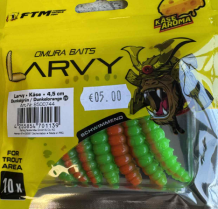 FTM
KÄSE
AROMA
OMURA BAITS
LARVY
€05.00
Larvy - Käse - 4,5 cm
SCHWIMMEND
FOR
TROUT
AREA
10x